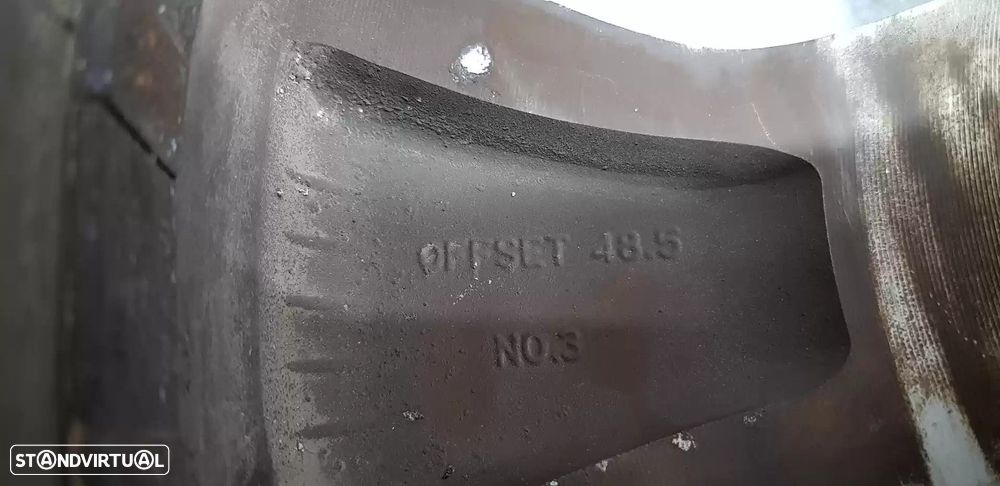 OFFSET 48.5
NO.3
STANDVIRTUAL